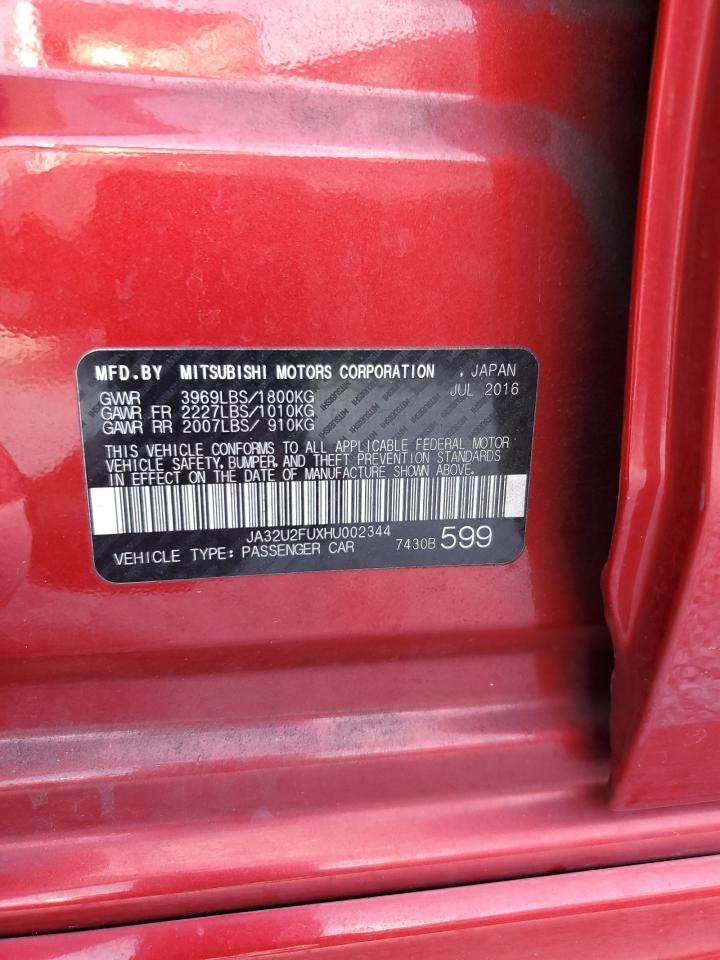 MFD.BY MITSUBISHI MOTORS CORPORATION , JAPAN
GVWR 3969LBS/1800KG JUL 2016
GAWR FR 2227LBS/1010KG
GAWR RR 2007LBS/ 910KG
THIS VEHICLE CONFORMS TO ALL APPLICABLE FEDERAL MOTOR
VEHICLE SAFETY, BUMPER, AND THEFT PREVENTION STANDARDS
IN EFFECT ON THE DATE OF MANUFACTURE SHOWN ABOVE.
JA32U2FUXHU002344
VEHICLE TYPE: PASSENGER CAR 7430B 599